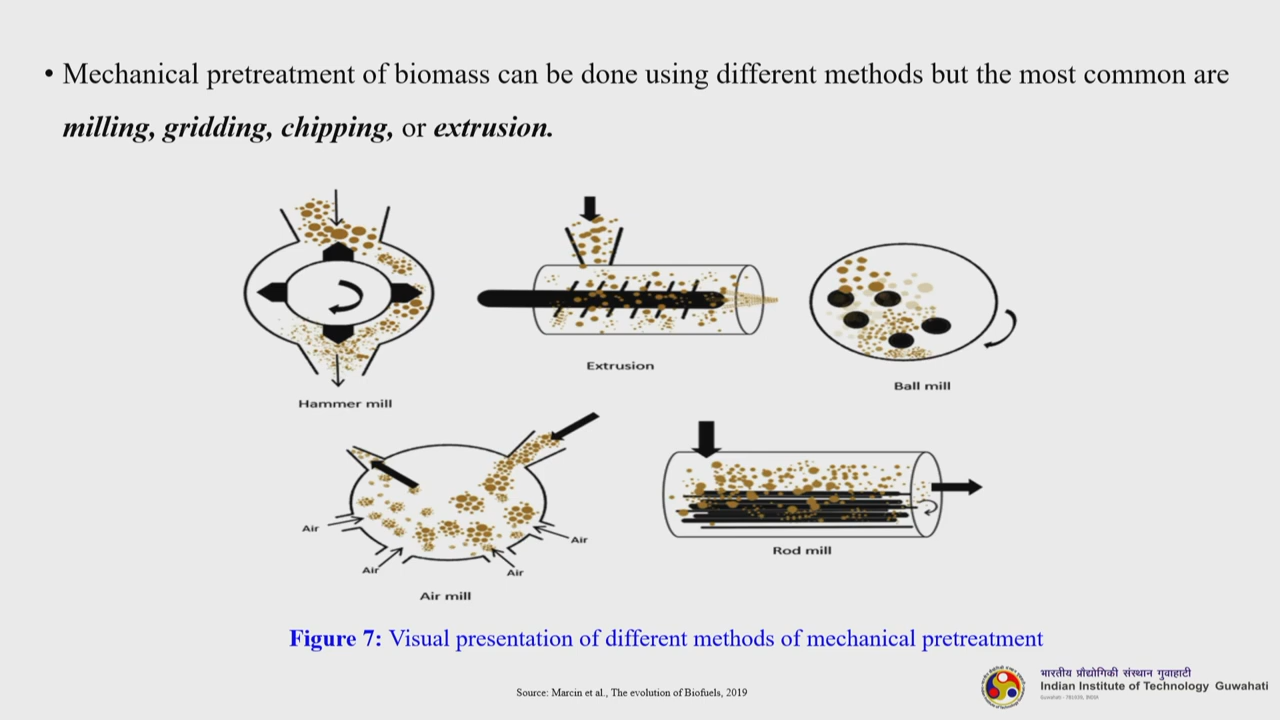 • Mechanical pretreatment of biomass can be done using different methods but the most common are
milling, gridding, chipping, or extrusion.
Hammer mill
Extrusion
Ball mill
Air
Air
Air
Air
Air mill
Rod mill
Figure 7: Visual presentation of different methods of mechanical pretreatment
Source: Marcin et al., The evolution of Biofuels, 2019
भारतीय प्रौद्योगिकी संस्थान गुवाहाटी
Indian Institute of Technology Guwahati
Guwahati - 781039, INDIA